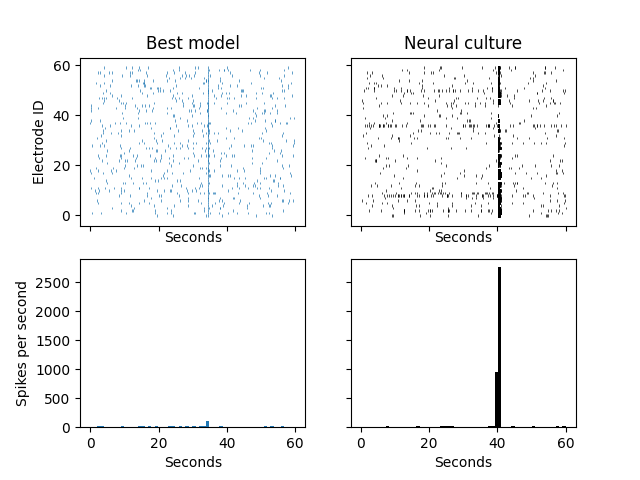 Best model
Neural culture
60
40
20
0
Electrode ID
Seconds
Seconds
2500
2000
1500
1000
500
0
Spikes per second
0
20
40
60
0
20
40
60
Seconds
Seconds